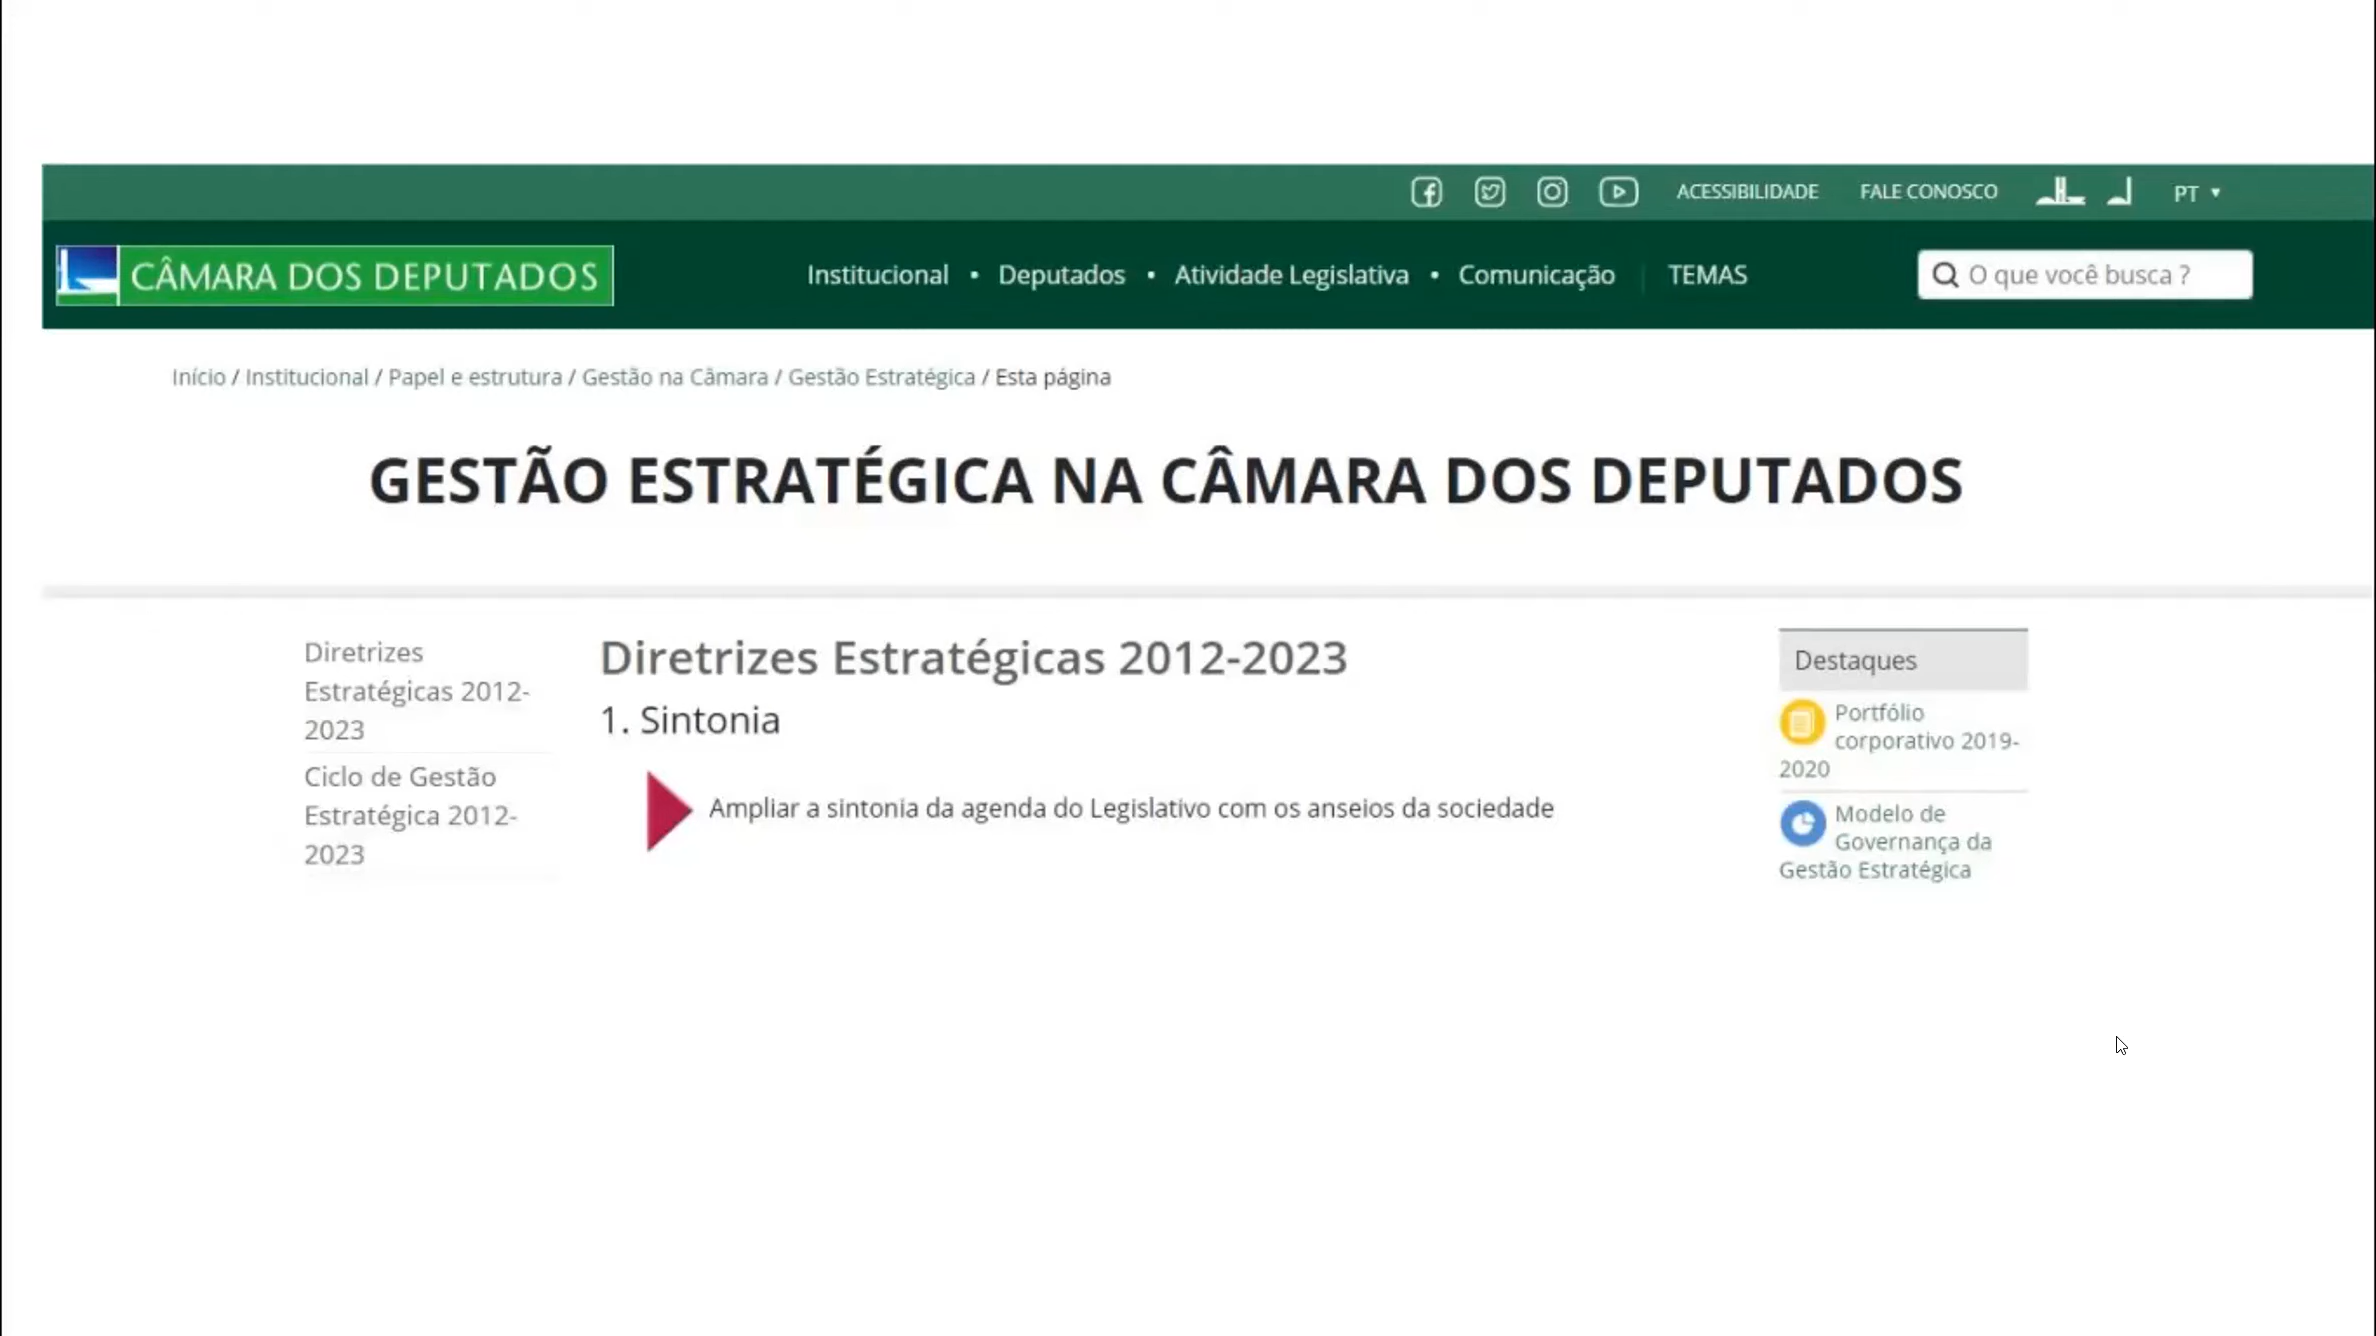 ACESSIBILIDADE FALE CONOSCO PT
CÂMARA DOS DEPUTADOS
Institucional • Deputados • Atividade Legislativa • Comunicação TEMAS
O que você busca ?
Início / Institucional / Papel e estrutura / Gestão na Câmara / Gestão Estratégica / Esta página
GESTÃO ESTRATÉGICA NA CÂMARA DOS DEPUTADOS
Diretrizes
Estratégicas 2012-
2023
Ciclo de Gestão
Estratégica 2012-
2023
Diretrizes Estratégicas 2012-2023
1. Sintonia
Ampliar a sintonia da agenda do Legislativo com os anseios da sociedade
Destaques
Portfólio
corporativo 2019-
2020
Modelo de
Governança da
Gestão Estratégica